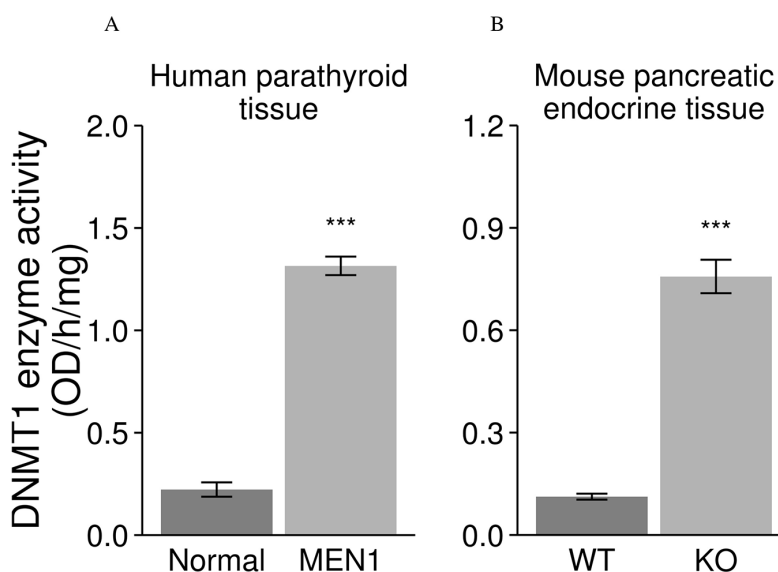 A
B
Human parathyroid
tissue
Mouse pancreatic
endocrine tissue
DNMT1 enzyme activity
(OD/h/mg)
2.0
1.5
1.0
0.5
0.0
***
Normal
MEN1
1.2
0.9
0.6
0.3
0.0
***
WT
KO